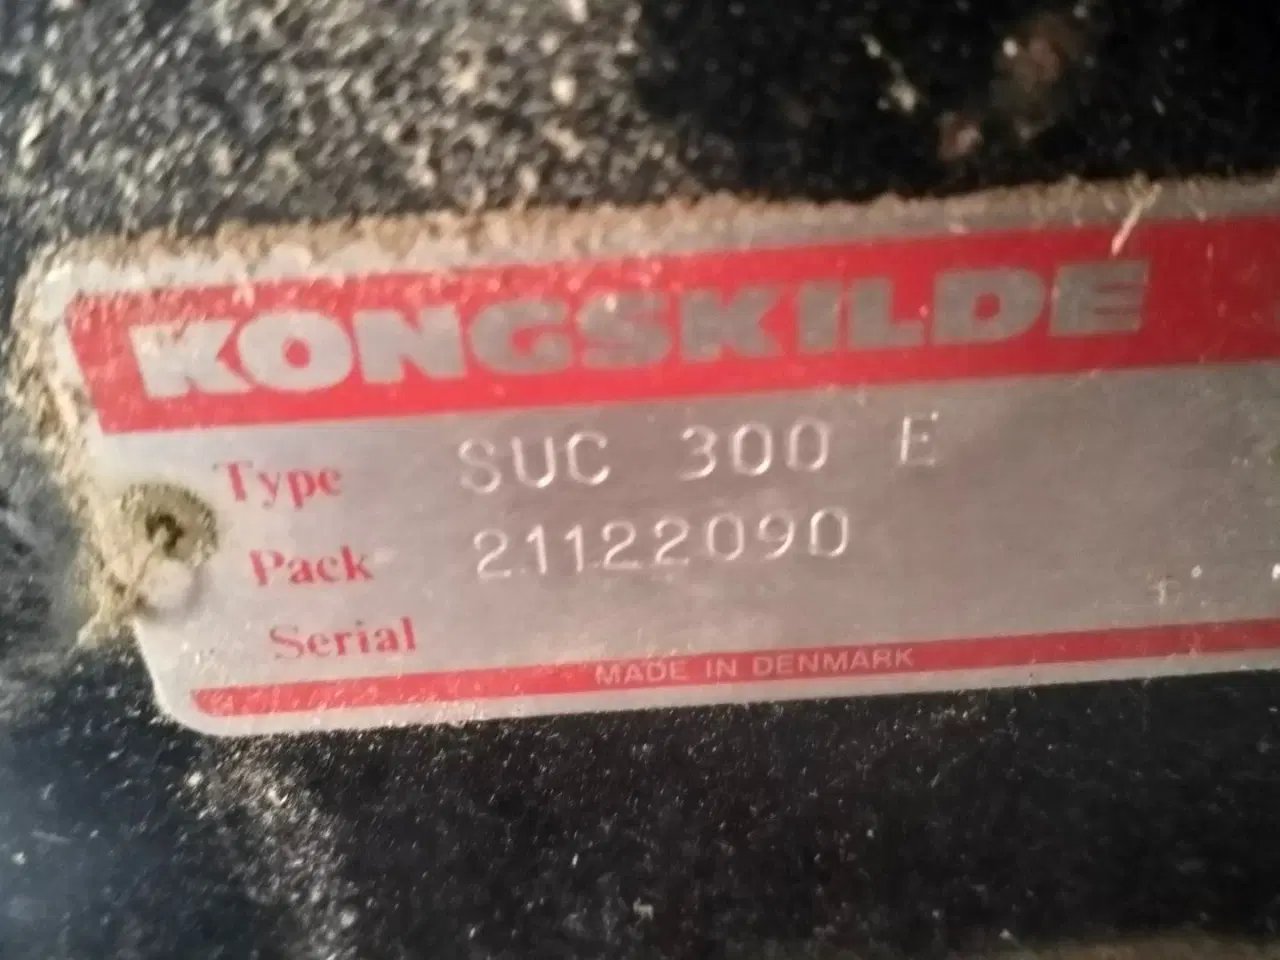 KONGSKILDE
Type SUC 300 E
Pack 21122090
Serial
MADE IN DENMARK